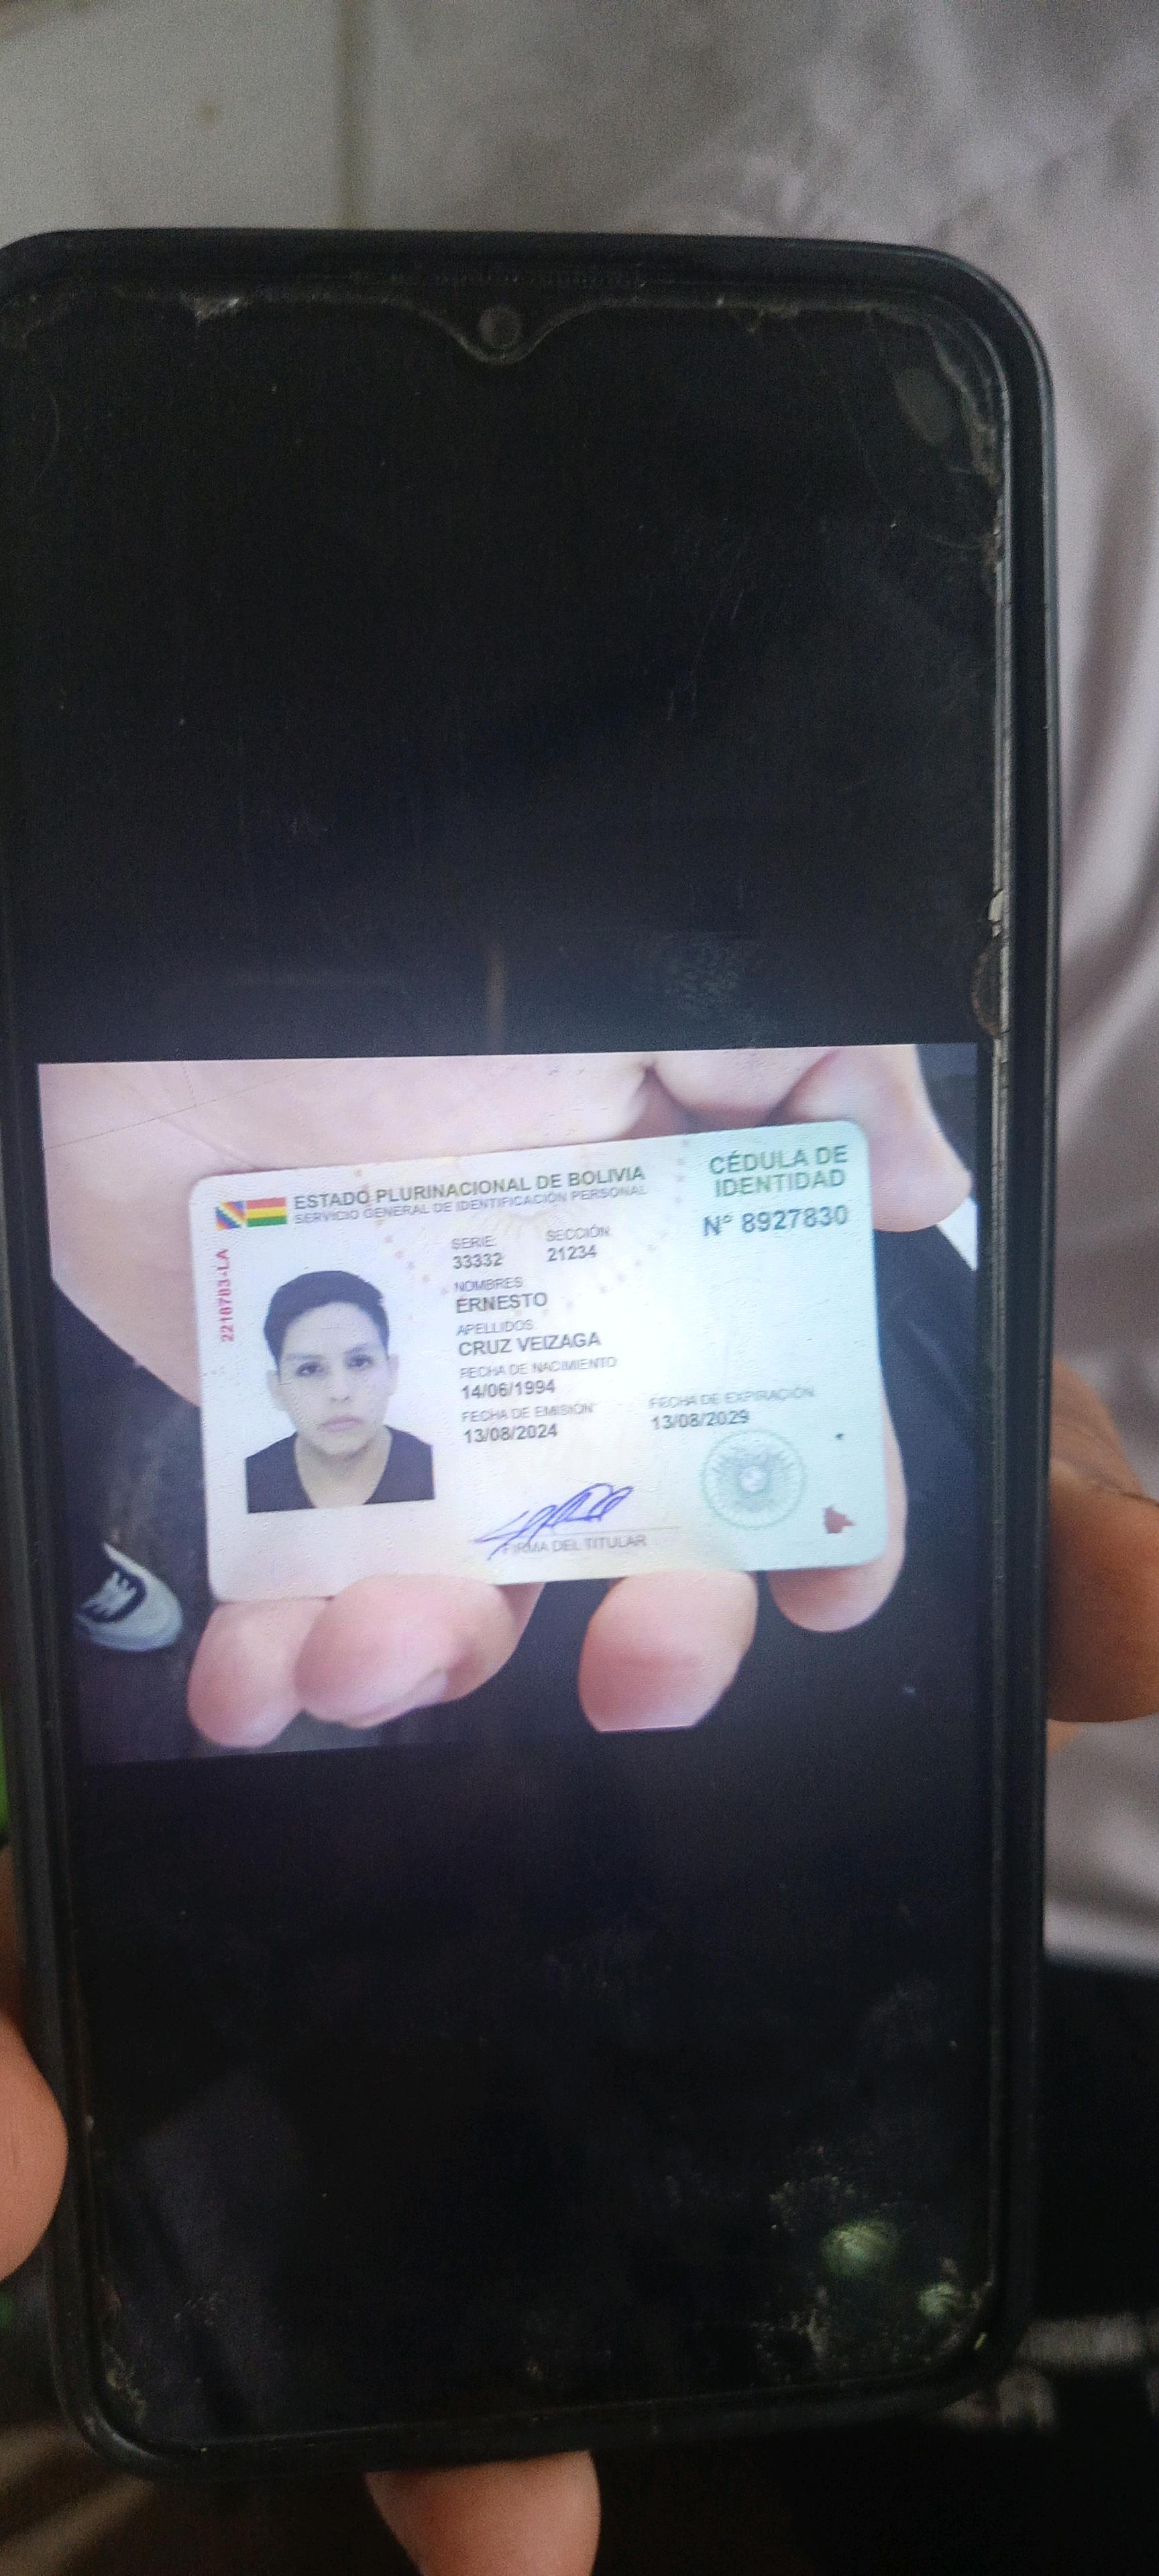 ESTADO PLURINACIONAL DE BOLIVIA
SERVICIO GENERAL DE IDENTIFICACIÓN PERSONAL
CÉDULA DE
IDENTIDAD
N° 8927830
2218783-LA
SERIE: SECCIÓN:
33332 21234
NOMBRES
ERNESTO
APELLIDOS
CRUZ VEIZAGA
FECHA DE NACIMIENTO
14/06/1994
FECHA DE EMISIÓN FECHA DE EXPIRACIÓN
13/08/2024 13/08/2029
FIRMA DEL TITULAR